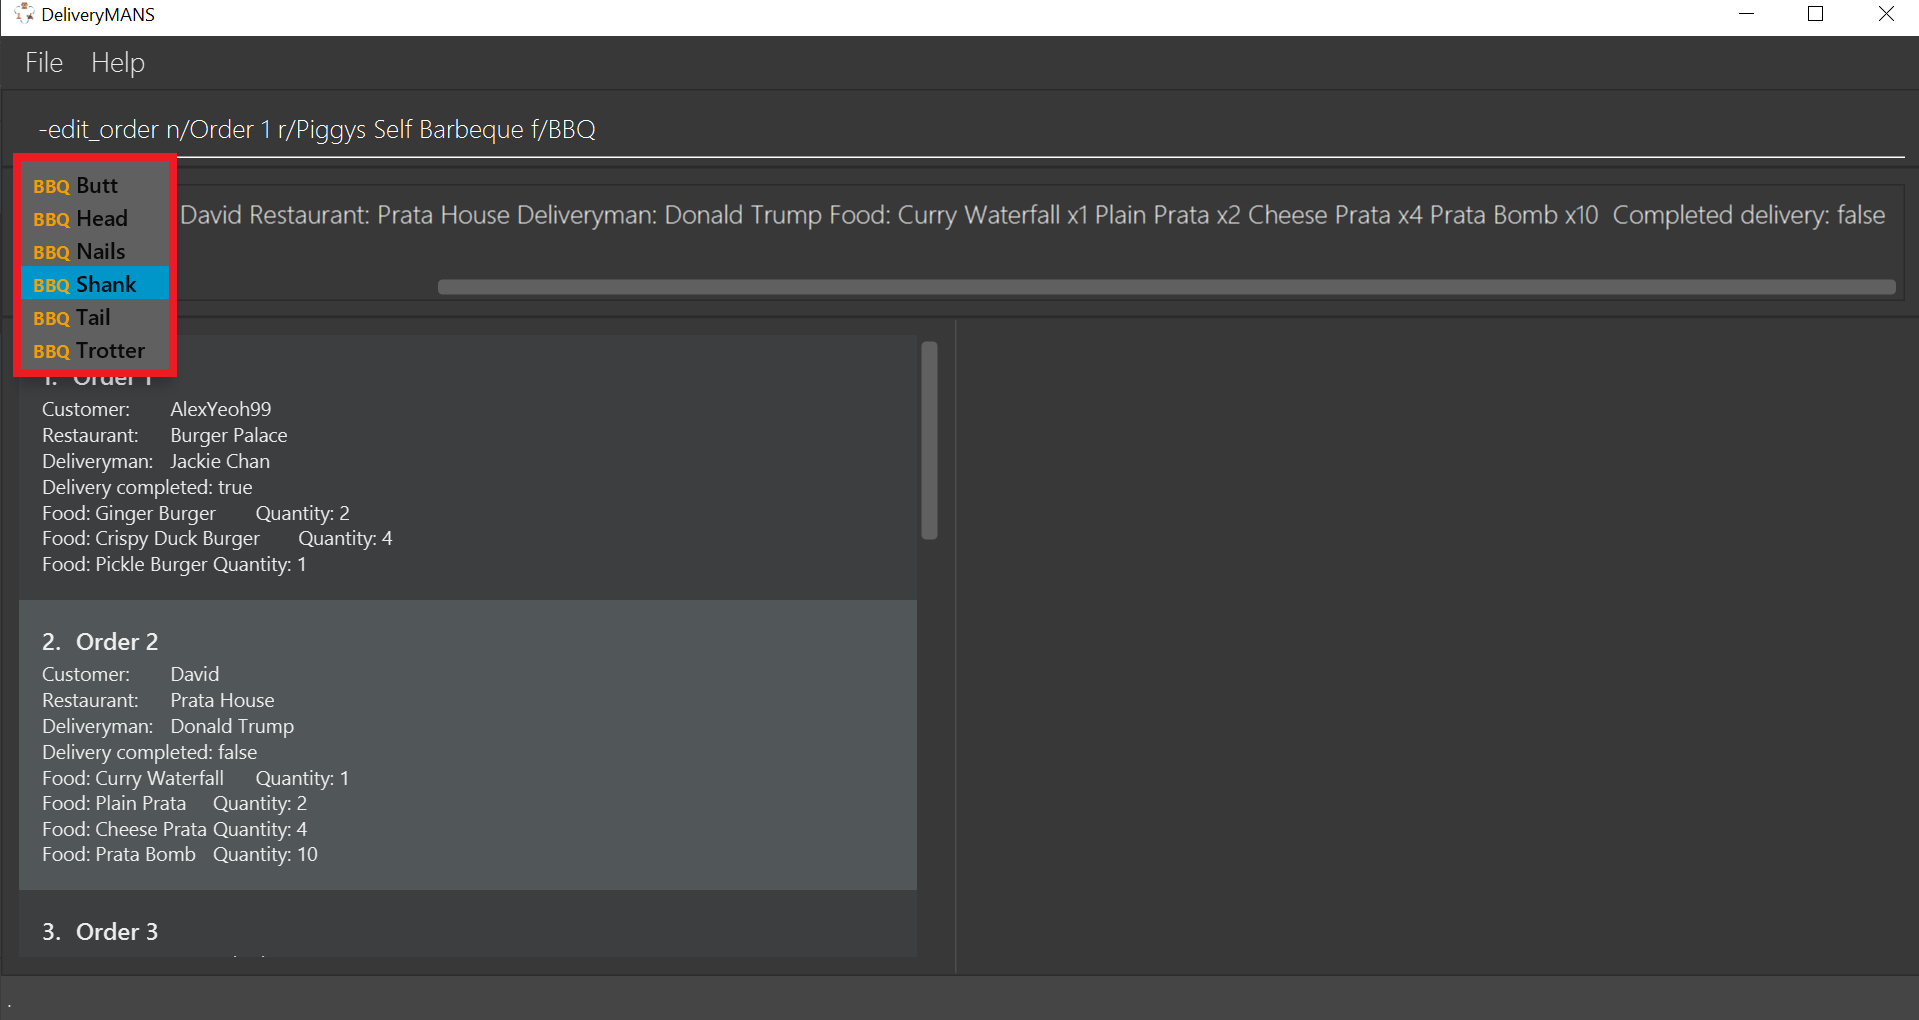 DeliveryMANS
File Help
-edit_order n/Order 1 r/Piggys Self Barbeque f/BBQ
BBQ Butt
BBQ Head
BBQ Nails
BBQ Shank
BBQ Tail
BBQ Trotter
David Restaurant: Prata House Deliveryman: Donald Trump Food: Curry Waterfall x1 Plain Prata x2 Cheese Prata x4 Prata Bomb x10 Completed delivery: false
1. Order 1
Customer: AlexYeoh99
Restaurant: Burger Palace
Deliveryman: Jackie Chan
Delivery completed: true
Food: Ginger Burger Quantity: 2
Food: Crispy Duck Burger Quantity: 4
Food: Pickle Burger Quantity: 1
2. Order 2
Customer: David
Restaurant: Prata House
Deliveryman: Donald Trump
Delivery completed: false
Food: Curry Waterfall Quantity: 1
Food: Plain Prata Quantity: 2
Food: Cheese Prata Quantity: 4
Food: Prata Bomb Quantity: 10
3. Order 3
.